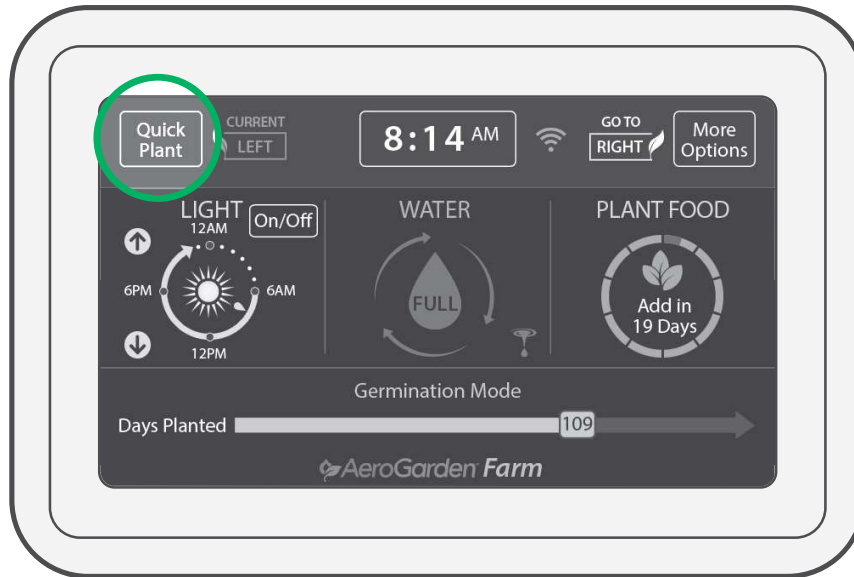 Quick
Plant
CURRENT
LEFT
8:14 AM
GO TO
RIGHT
More
Options
LIGHT
On/Off
12AM
6PM
6AM
12PM
WATER
FULL
PLANT FOOD
Add in
19 Days
Germination Mode
Days Planted
109
AeroGarden Farm